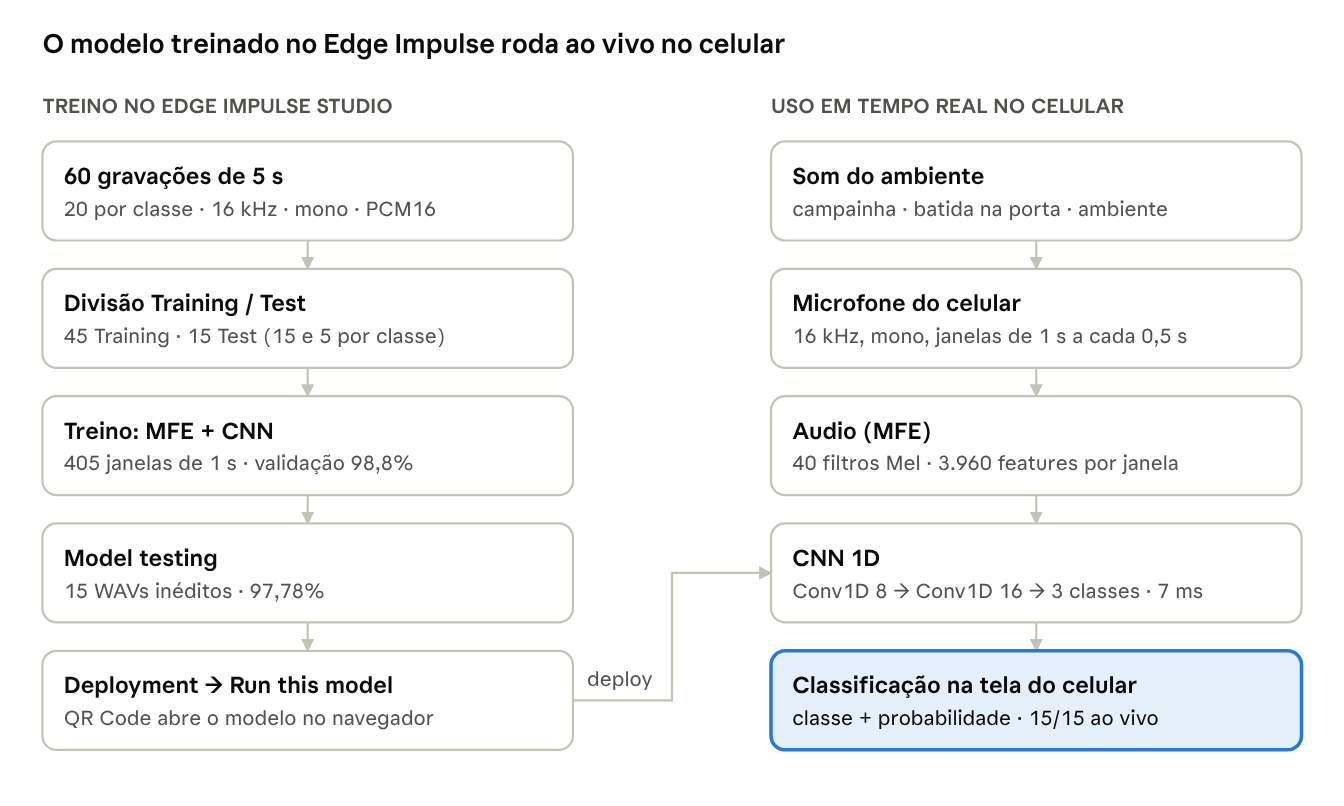 O modelo treinado no Edge Impulse roda ao vivo no celular
TREINO NO EDGE IMPULSE STUDIO
60 gravações de 5 s
20 por classe · 16 kHz · mono · PCM16
Divisão Training / Test
45 Training · 15 Test (15 e 5 por classe)
Treino: MFE + CNN
405 janelas de 1 s · validação 98,8%
Model testing
15 WAVs inéditos · 97,78%
Deployment → Run this model
QR Code abre o modelo no navegador
deploy
USO EM TEMPO REAL NO CELULAR
Som do ambiente
campainha · batida na porta · ambiente
Microfone do celular
16 kHz, mono, janelas de 1 s a cada 0,5 s
Audio (MFE)
40 filtros Mel · 3.960 features por janela
CNN 1D
Conv1D 8 → Conv1D 16 → 3 classes · 7 ms
Classificação na tela do celular
classe + probabilidade · 15/15 ao vivo